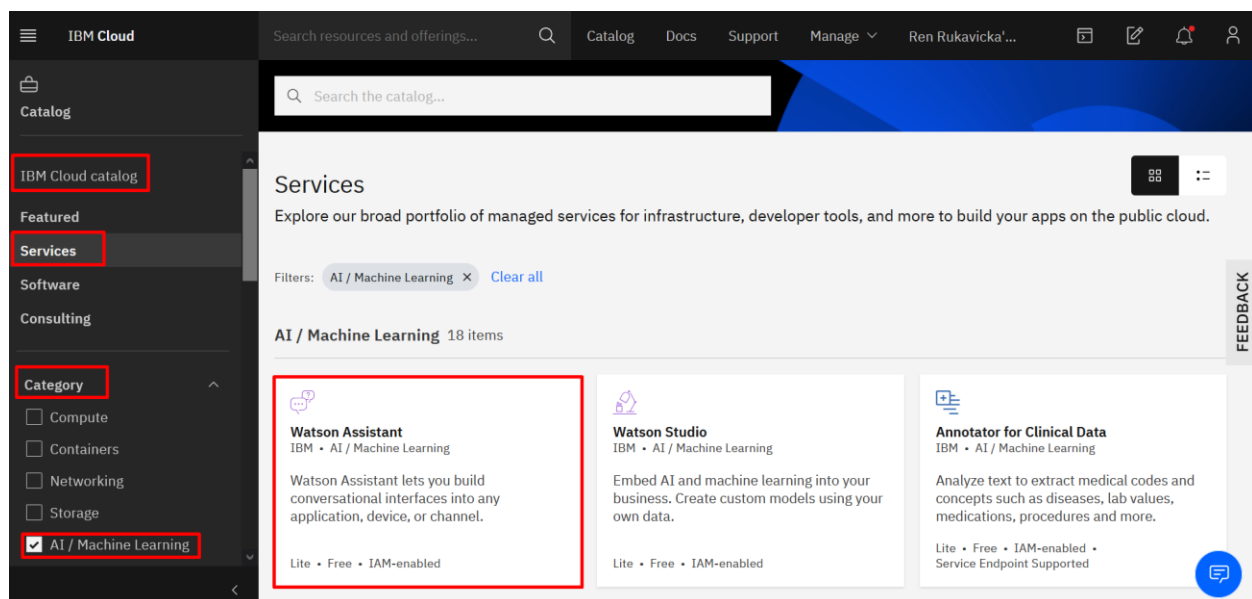 IBM Cloud
Search resources and offerings...
Catalog
Docs
Support
Manage
Ren Rukavicka'...
Catalog
Search the catalog...
IBM Cloud catalog
Featured
Services
Software
Consulting
Category
Compute
Containers
Networking
Storage
AI / Machine Learning
Services
Explore our broad portfolio of managed services for infrastructure, developer tools, and more to build your apps on the public cloud.
Filters: AI / Machine Learning × Clear all
AI / Machine Learning 18 items
Watson Assistant
IBM • AI / Machine Learning
Watson Assistant lets you build
conversational interfaces into any
application, device, or channel.
Lite • Free • IAM-enabled
Watson Studio
IBM • AI / Machine Learning
Embed AI and machine learning into your
business. Create custom models using your
own data.
Lite • Free • IAM-enabled
Annotator for Clinical Data
IBM • AI / Machine Learning
Analyze text to extract medical codes and
concepts such as diseases, lab values,
medications, procedures and more.
Lite • Free • IAM-enabled •
Service Endpoint Supported
FEEDBACK